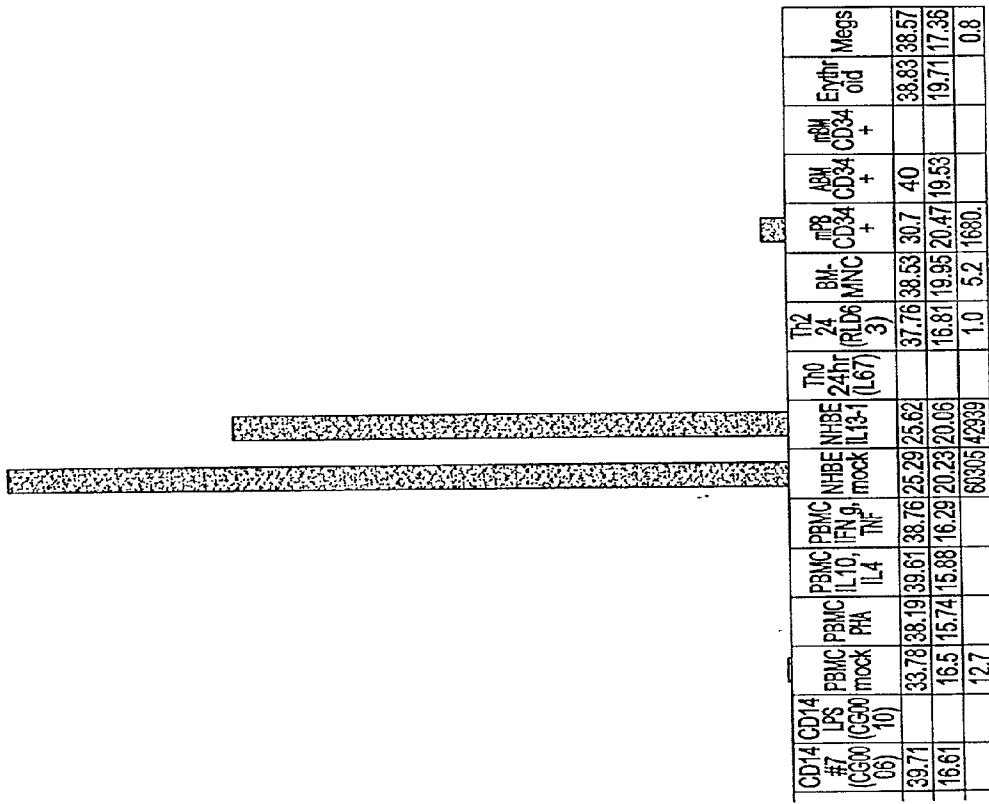 CD14 #7 (CG00 06)
CD14 LPS (CG00 10)
PBMC mock
PBMC PHA
PBMC IL10, IL4
PBMC IFN g, TNF
NHBE mock
NHBE IL13-1
Th0 24hr (L67)
Th2 24 (RLD6 3)
BM- MNC
mPB CD34 +
ABM CD34 +
mBM CD34 +
Erythr oid
Megs
39.71 33.78 38.19 39.61 38.76 25.29 25.62 37.76 38.53 30.7 40 38.83 38.57
16.61 16.5 15.74 15.88 16.29 20.23 20.06 16.81 19.95 20.47 19.53 19.71 17.36
12.7 60305 42939 1.0 5.2 1680. 0.8